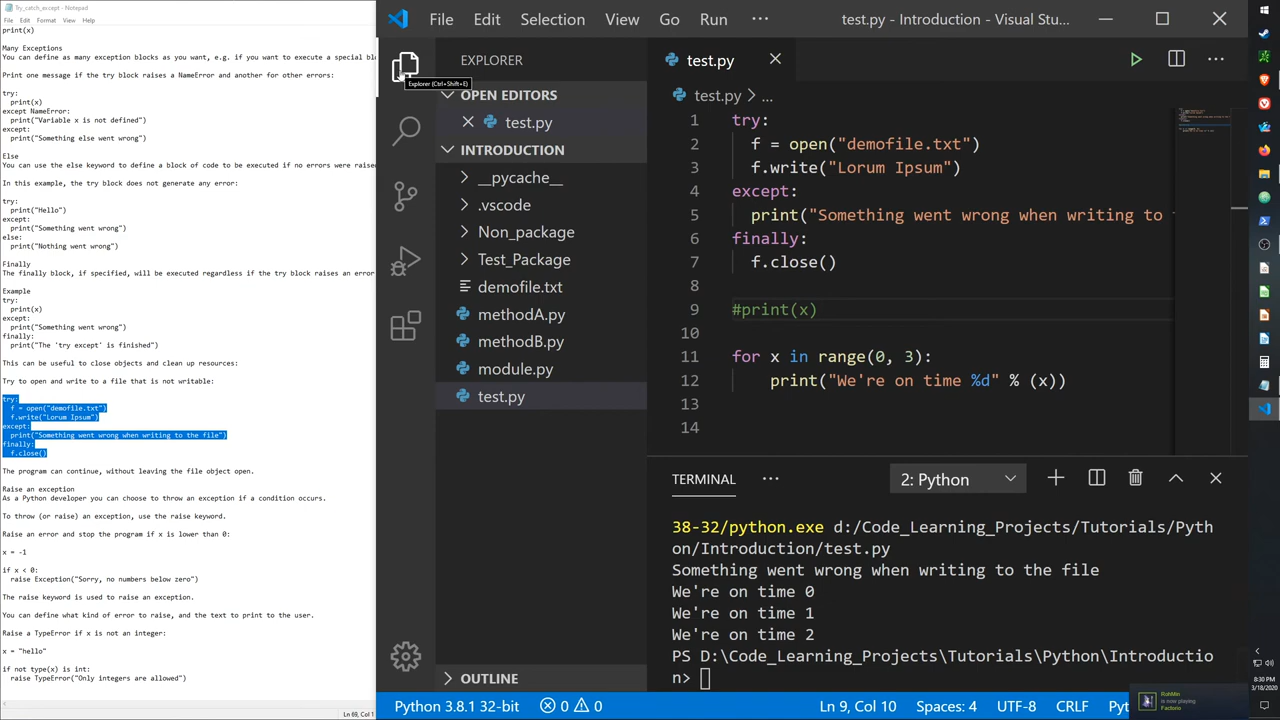 Try_catch_except - Notepad
File Edit Format View Help
print(x)
Many Exceptions
You can define as many exception blocks as you want, e.g. if you want to execute a special
Print one message if the try block raises a NameError and another for other errors:
try:
print(x)
except NameError:
print("Variable x is not defined")
except:
print("Something else went wrong")
Else
You can use the else keyword to define a block of code to be executed if no errors were raised
In this example, the try block does not generate any error:
try:
print("Hello")
except:
print("Something went wrong")
else:
print("Nothing went wrong")
Finally
The finally block, if specified, will be executed regardless if the try block raises an error
Example
try:
print(x)
except:
print("Something went wrong")
finally:
print("The 'try except' is finished")
This can be useful to close objects and clean up resources:
Try to open and write to a file that is not writable:
try:
f = open("demofile.txt")
f.write("Lorum Ipsum")
except:
print("Something went wrong when writing to the file")
finally:
f.close()
The program can continue, without leaving the file object open.
Raise an exception
As a Python developer you can choose to throw an exception if a condition occurs.
To throw (or raise) an exception, use the raise keyword.
Raise an error and stop the program if x is lower than 0:
x = -1
if x < 0:
raise Exception("Sorry, no numbers below zero")
The raise keyword is used to raise an exception.
You can define what kind of error to raise, and the text to print to the user.
Raise a TypeError if x is not an integer:
x = "hello"
if not type(x) is int:
raise TypeError("Only integers are allowed")
Ln 69, Col 1
File Edit Selection View Go Run ··· test.py - Introduction - Visual Stu...
EXPLORER
Explorer (Ctrl+Shift+E)
OPEN EDITORS
test.py
INTRODUCTION
__pycache__
.vscode
Non_package
Test_Package
demofile.txt
methodA.py
methodB.py
module.py
test.py
OUTLINE
test.py
test.py > ...
1 try:
2 f = open("demofile.txt")
3 f.write("Lorum Ipsum")
4 except:
5 print("Something went wrong when writing to
6 finally:
7 f.close()
8
9 #print(x)
10
11 for x in range(0, 3):
12 print("We're on time %d" % (x))
13
14
TERMINAL ··· 2: Python
38-32/python.exe d:/Code_Learning_Projects/Tutorials/Pyth
on/Introduction/test.py
Something went wrong when writing to the file
We're on time 0
We're on time 1
We're on time 2
PS D:\Code_Learning_Projects\Tutorials\Python\Introductio
n>
Python 3.8.1 32-bit 0 0 Ln 9, Col 10 Spaces: 4 UTF-8 CRLF
RohMin
is now playing
Factorio
8:30 PM
3/18/2020